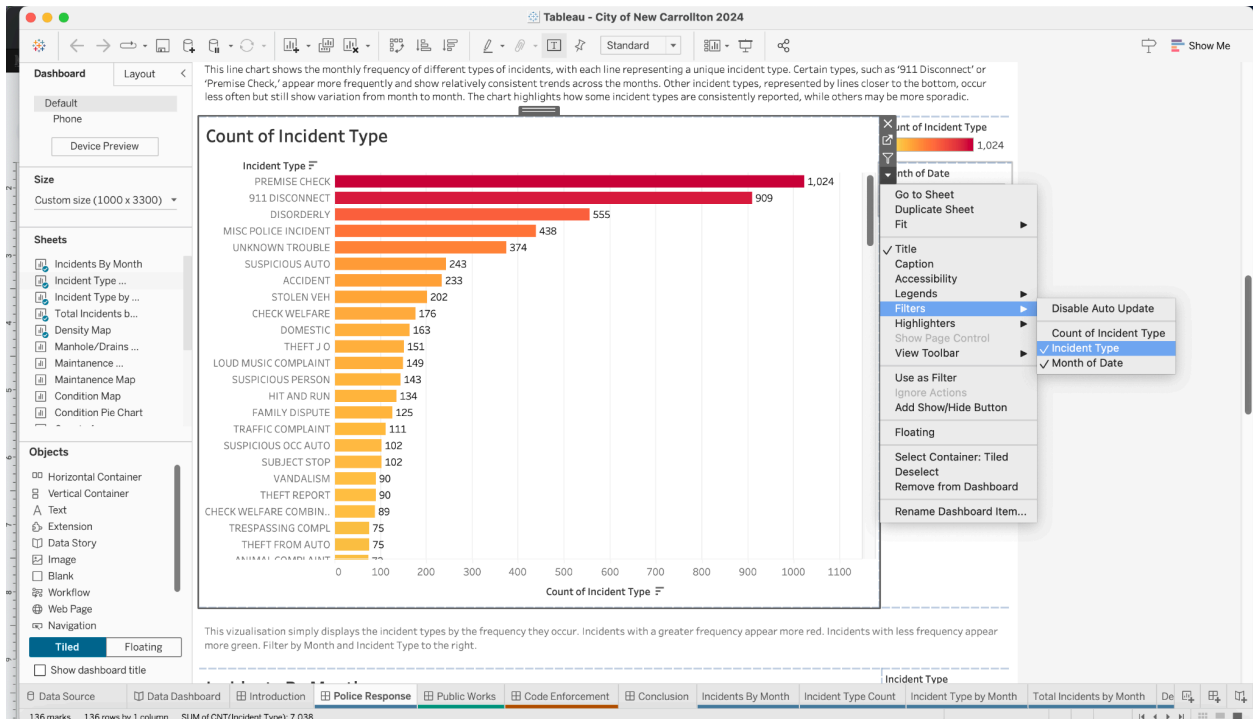 Tableau - City of New Carrollton 2024
Standard
Show Me
Dashboard
Layout
Default
Phone
Device Preview
Size
Custom size (1000 x 3300)
Sheets
Incidents By Month
Incident Type ...
Incident Type by ...
Total Incidents b...
Density Map
Manhole/Drains ...
Maintanence ...
Maintanence Map
Condition Map
Condition Pie Chart
Objects
Horizontal Container
Vertical Container
Text
Extension
Data Story
Image
Blank
Workflow
Web Page
Navigation
Tiled
Floating
Show dashboard title
This line chart shows the monthly frequency of different types of incidents, with each line representing a unique incident type. Certain types, such as '911 Disconnect' or
'Premise Check,' appear more frequently and show relatively consistent trends across the months. Other incident types, represented by lines closer to the bottom, occur
less often but still show variation from month to month. The chart highlights how some incident types are consistently reported, while others may be more sporadic.
Count of Incident Type
Incident Type
PREMISE CHECK 1,024
911 DISCONNECT 909
DISORDERLY 555
MISC POLICE INCIDENT 438
UNKNOWN TROUBLE 374
SUSPICIOUS AUTO 243
ACCIDENT 233
STOLEN VEH 202
CHECK WELFARE 176
DOMESTIC 163
THEFT J O 151
LOUD MUSIC COMPLAINT 149
SUSPICIOUS PERSON 143
HIT AND RUN 134
FAMILY DISPUTE 125
TRAFFIC COMPLAINT 111
SUSPICIOUS OCC AUTO 102
SUBJECT STOP 102
VANDALISM 90
THEFT REPORT 90
CHECK WELFARE COMBIN.. 89
TRESPASSING COMPL 75
THEFT FROM AUTO 75
ANIMAL COMPLAINT
0 100 200 300 400 500 600 700 800 900 1000 1100
Count of Incident Type
This vizualisation simply displays the incident types by the frequency they occur. Incidents with a greater frequency appear more red. Incidents with less frequency appear
more green. Filter by Month and Incident Type to the right.
unt of Incident Type
1,024
nth of Date
Go to Sheet
Duplicate Sheet
Fit
Title
Caption
Accessibility
Legends
Filters
Highlighters
Show Page Control
View Toolbar
Use as Filter
Ignore Actions
Add Show/Hide Button
Floating
Select Container: Tiled
Deselect
Remove from Dashboard
Rename Dashboard Item...
Disable Auto Update
Count of Incident Type
Incident Type
Month of Date
Incident Type
Data Source
Data Dashboard
Introduction
Police Response
Public Works
Code Enforcement
Conclusion
Incidents By Month
Incident Type Count
Incident Type by Month
Total Incidents by Month
De
136 marks 136 rows by 1 column SUM of CNT(Incident Type): 7,038